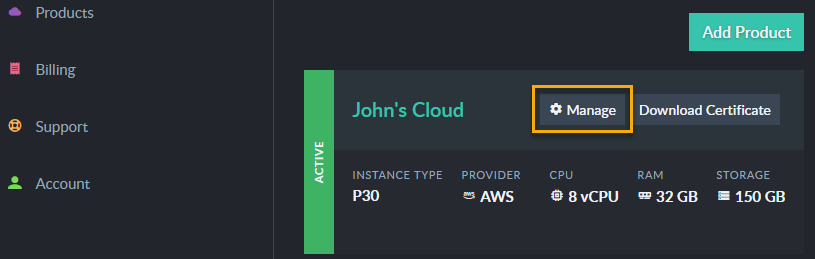 Products
Billing
Support
Account
Add Product
ACTIVE
John's Cloud
Manage
Download Certificate
INSTANCE TYPE PROVIDER CPU RAM STORAGE
P30 aws AWS 8 vCPU 32 GB 150 GB